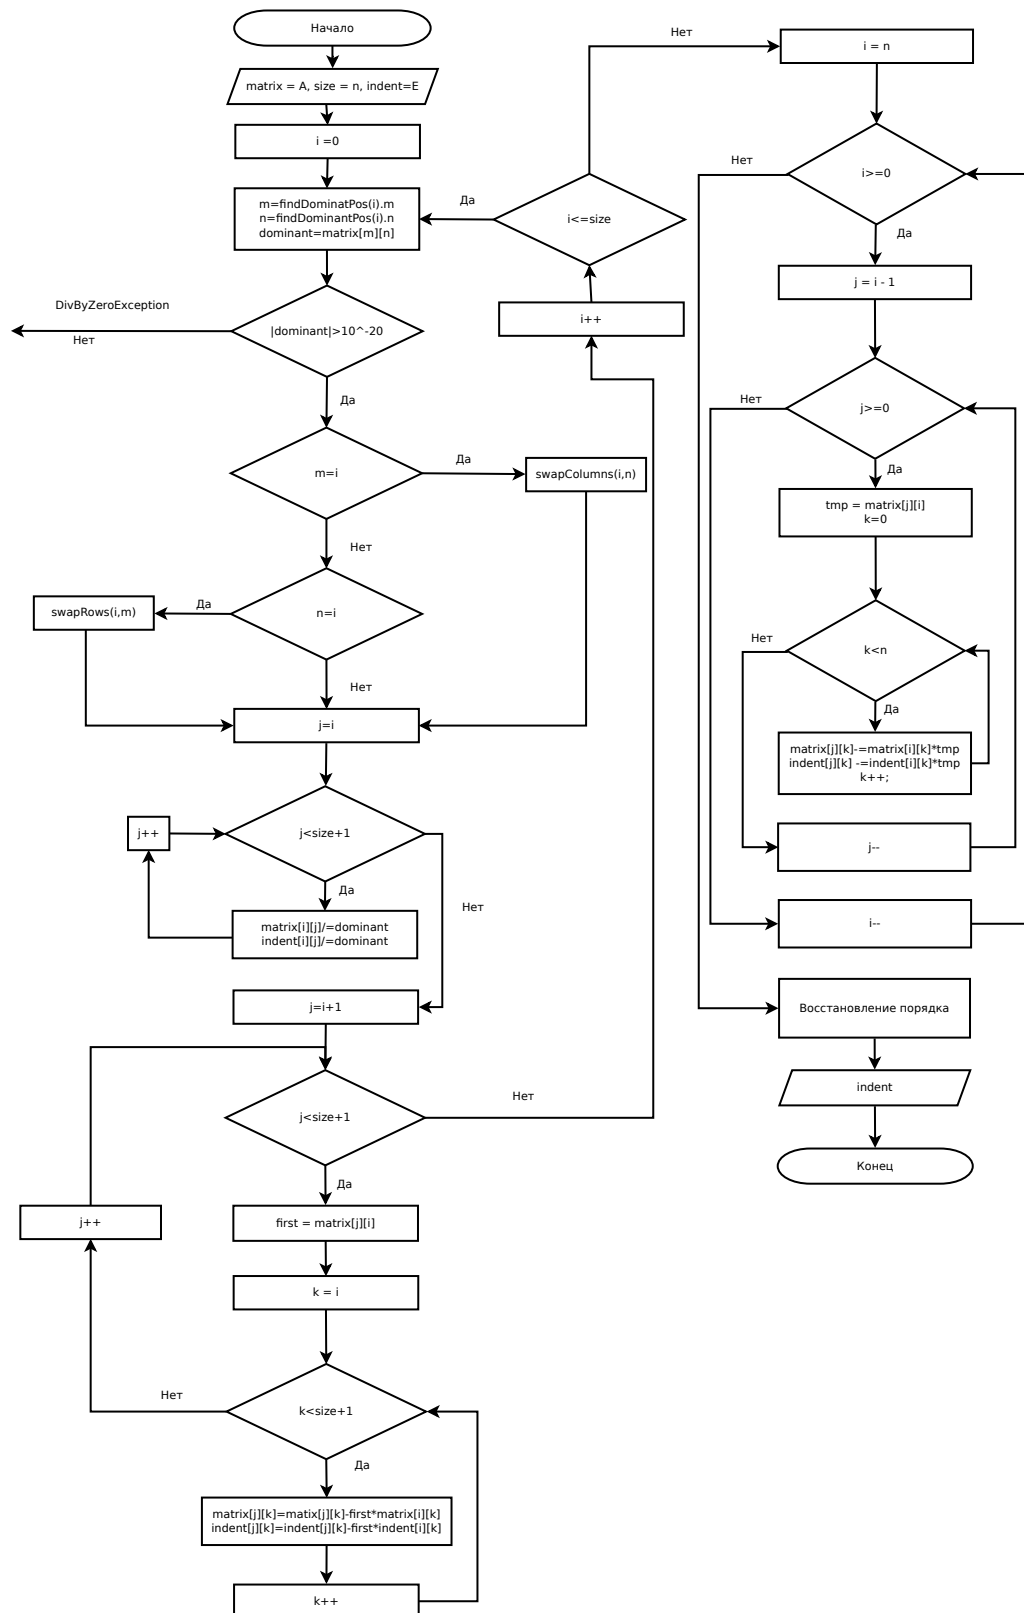 Начало
matrix = A, size = n, indent=E
i =0
m=findDominatPos(i).m
n=findDominantPos(i).n
dominant=matrix[m][n]
|dominant|>10^-20
DivByZeroException
Нет
Да
m=i
Да
swapColumns(i,n)
Нет
n=i
Да
swapRows(i,m)
Нет
j=i
j<size+1
j++
Да
Нет
matrix[i][j]/=dominant
indent[i][j]/=dominant
j=i+1
j<size+1
Нет
Да
first = matrix[j][i]
j++
k = i
k<size+1
Нет
Да
matrix[j][k]=matix[j][k]-first*matrix[i][k]
indent[j][k]=indent[j][k]-first*indent[i][k]
k++
i++
i<=size
Да
Нет
i = n
i>=0
Нет
Да
j = i - 1
j>=0
Нет
Да
tmp = matrix[j][i]
k=0
k<n
Нет
Да
matrix[j][k]-=matrix[i][k]*tmp
indent[j][k] -=indent[i][k]*tmp
k++;
j--
i--
Восстановление порядка
indent
Конец